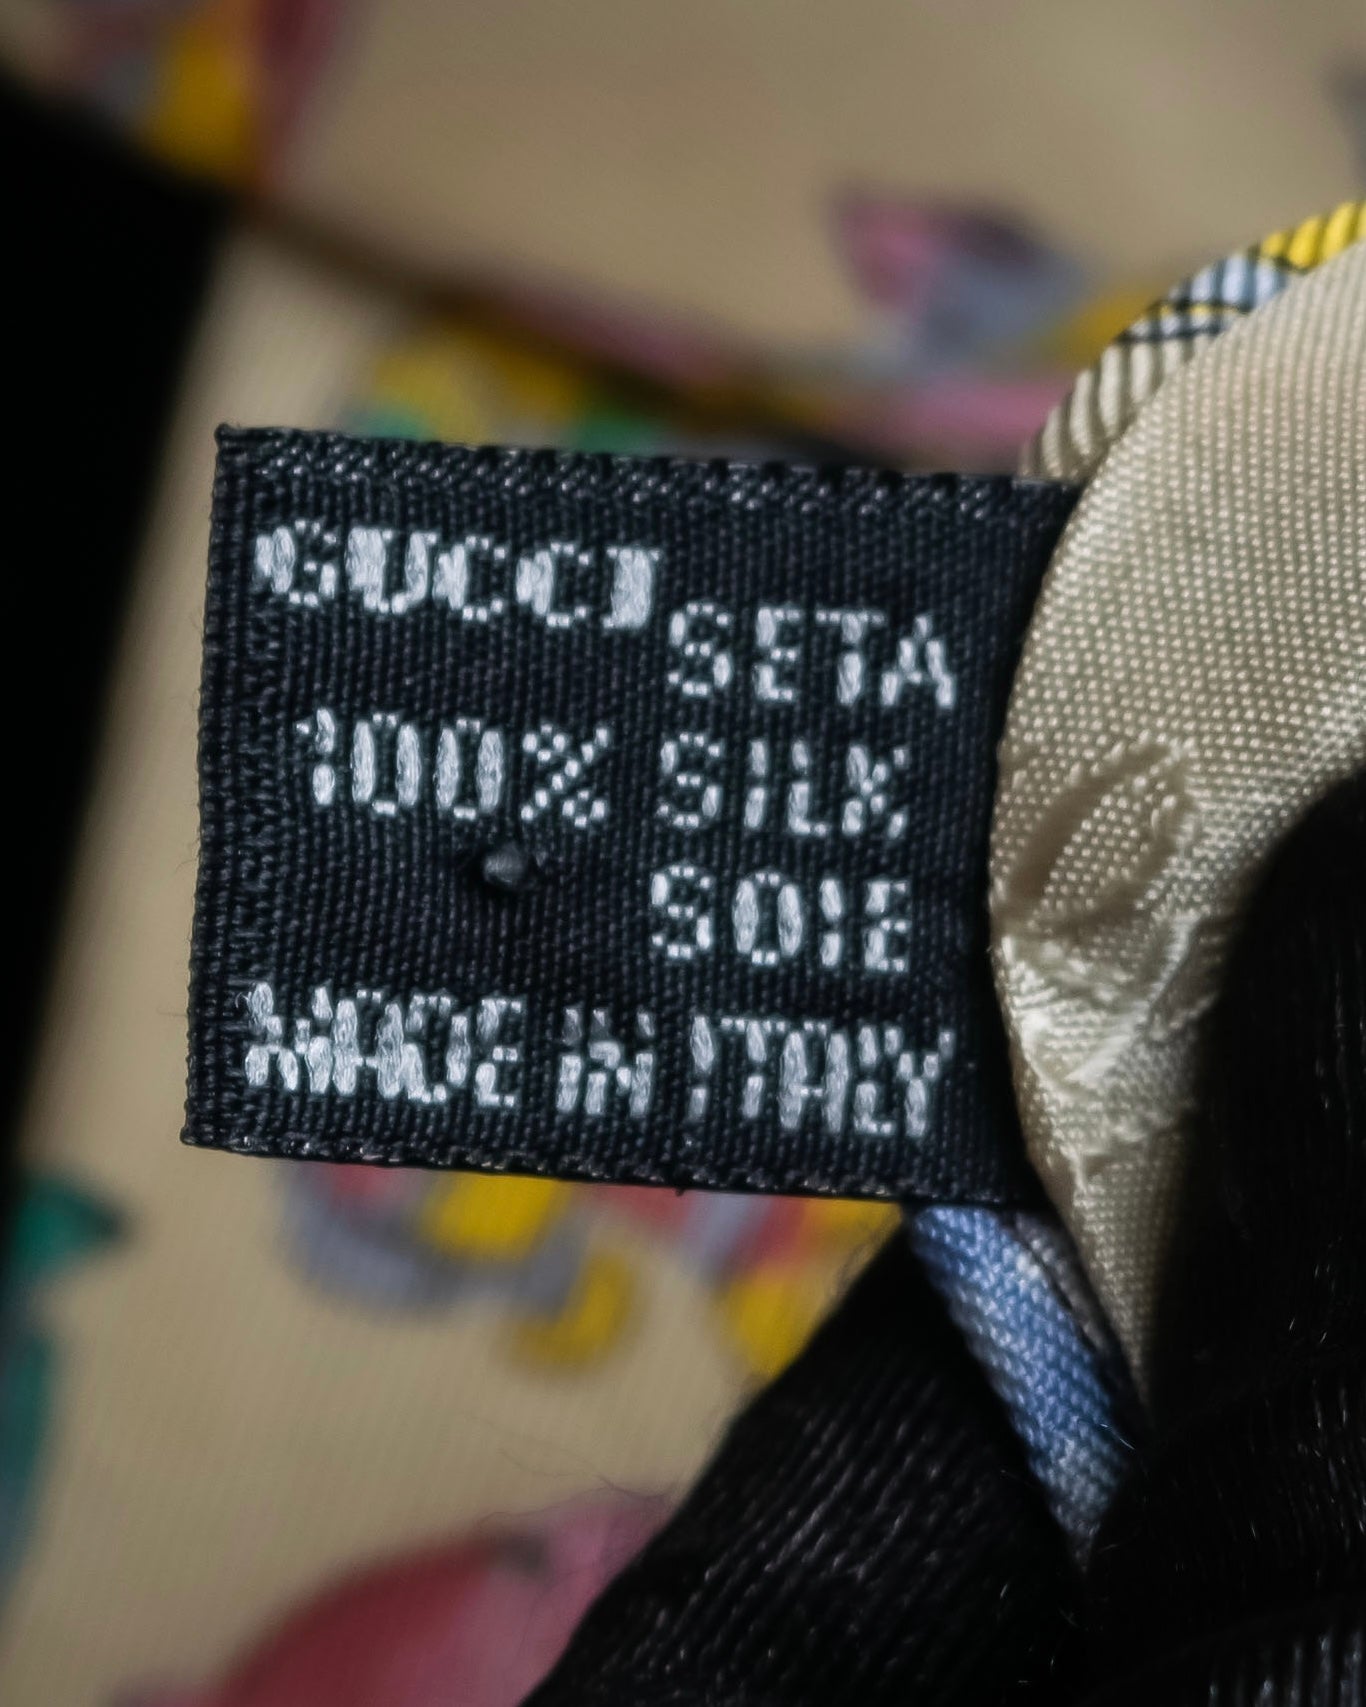 GUCCI
SETA
100% SILK
SOIE
MADE IN ITALY